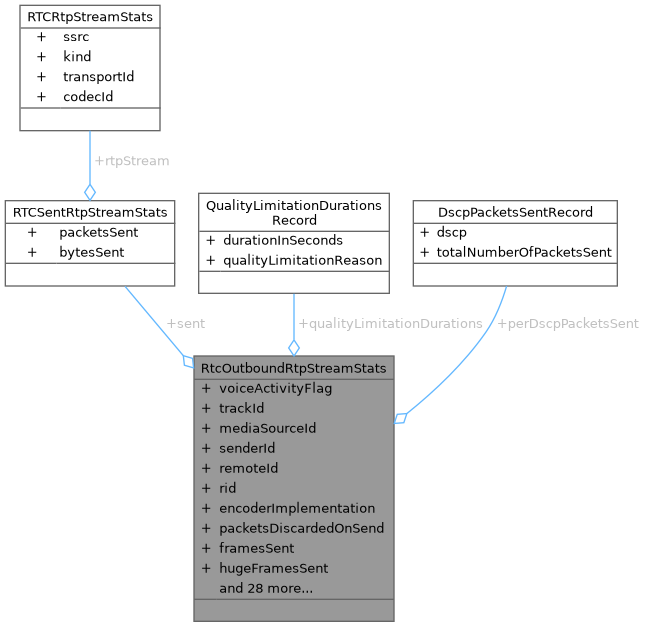 RTCRtpStreamStats
+ ssrc
+ kind
+ transportId
+ codecId
+rtpStream
RTCSentRtpStreamStats
+ packetsSent
+ bytesSent
QualityLimitationDurations
Record
+ durationInSeconds
+ qualityLimitationReason
DscpPacketsSentRecord
+ dscp
+ totalNumberOfPacketsSent
+sent
+qualityLimitationDurations
+perDscpPacketsSent
RtcOutboundRtpStreamStats
+ voiceActivityFlag
+ trackId
+ mediaSourceId
+ senderId
+ remoteId
+ rid
+ encoderImplementation
+ packetsDiscardedOnSend
+ framesSent
+ hugeFramesSent
and 28 more...